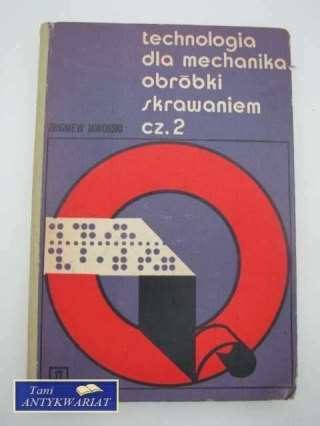 technologia
dla mechanika
obróbki
skrawaniem
cz. 2
ZBIGNIEW JAWORSKI
Tani
ANTYKWARIAT